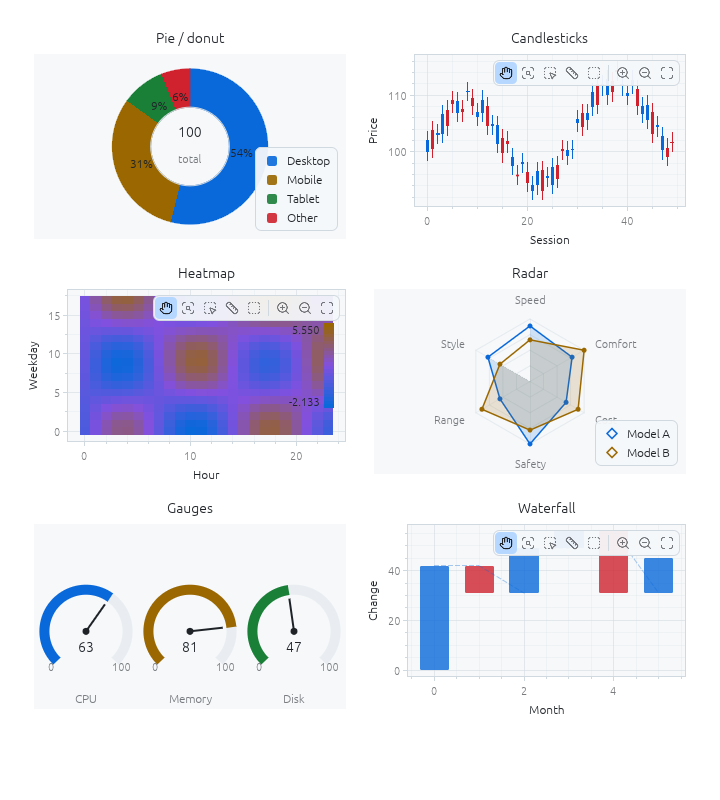 Pie / donut
100
total
54%
31%
9%
6%
Desktop
Mobile
Tablet
Other
Candlesticks
Price
110
100
0
20
40
Session
Heatmap
Weekday
15
10
5
0
5.550
-2.133
0
10
20
Hour
Radar
Speed
Comfort
Cost
Safety
Range
Style
Model A
Model B
Gauges
63
0
100
CPU
81
0
100
Memory
47
0
100
Disk
Waterfall
Change
40
20
0
0
2
4
Month